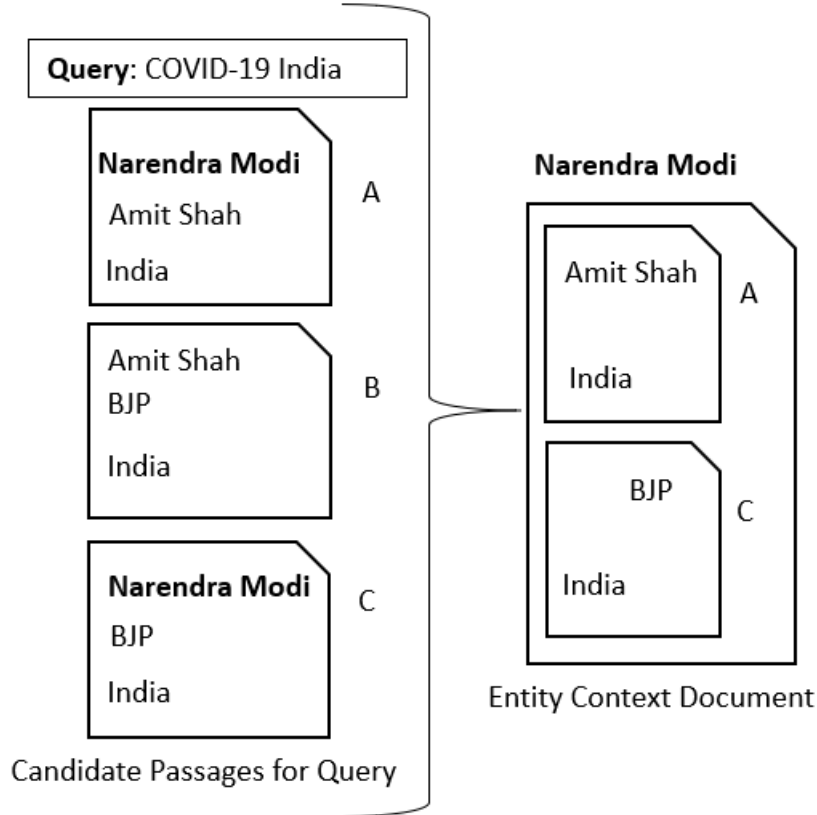 Query: COVID-19 India
Narendra Modi
Amit Shah
India
A
Amit Shah
BJP
India
B
Narendra Modi
BJP
India
C
Candidate Passages for Query
Narendra Modi
Amit Shah
India
A
BJP
India
C
Entity Context Document